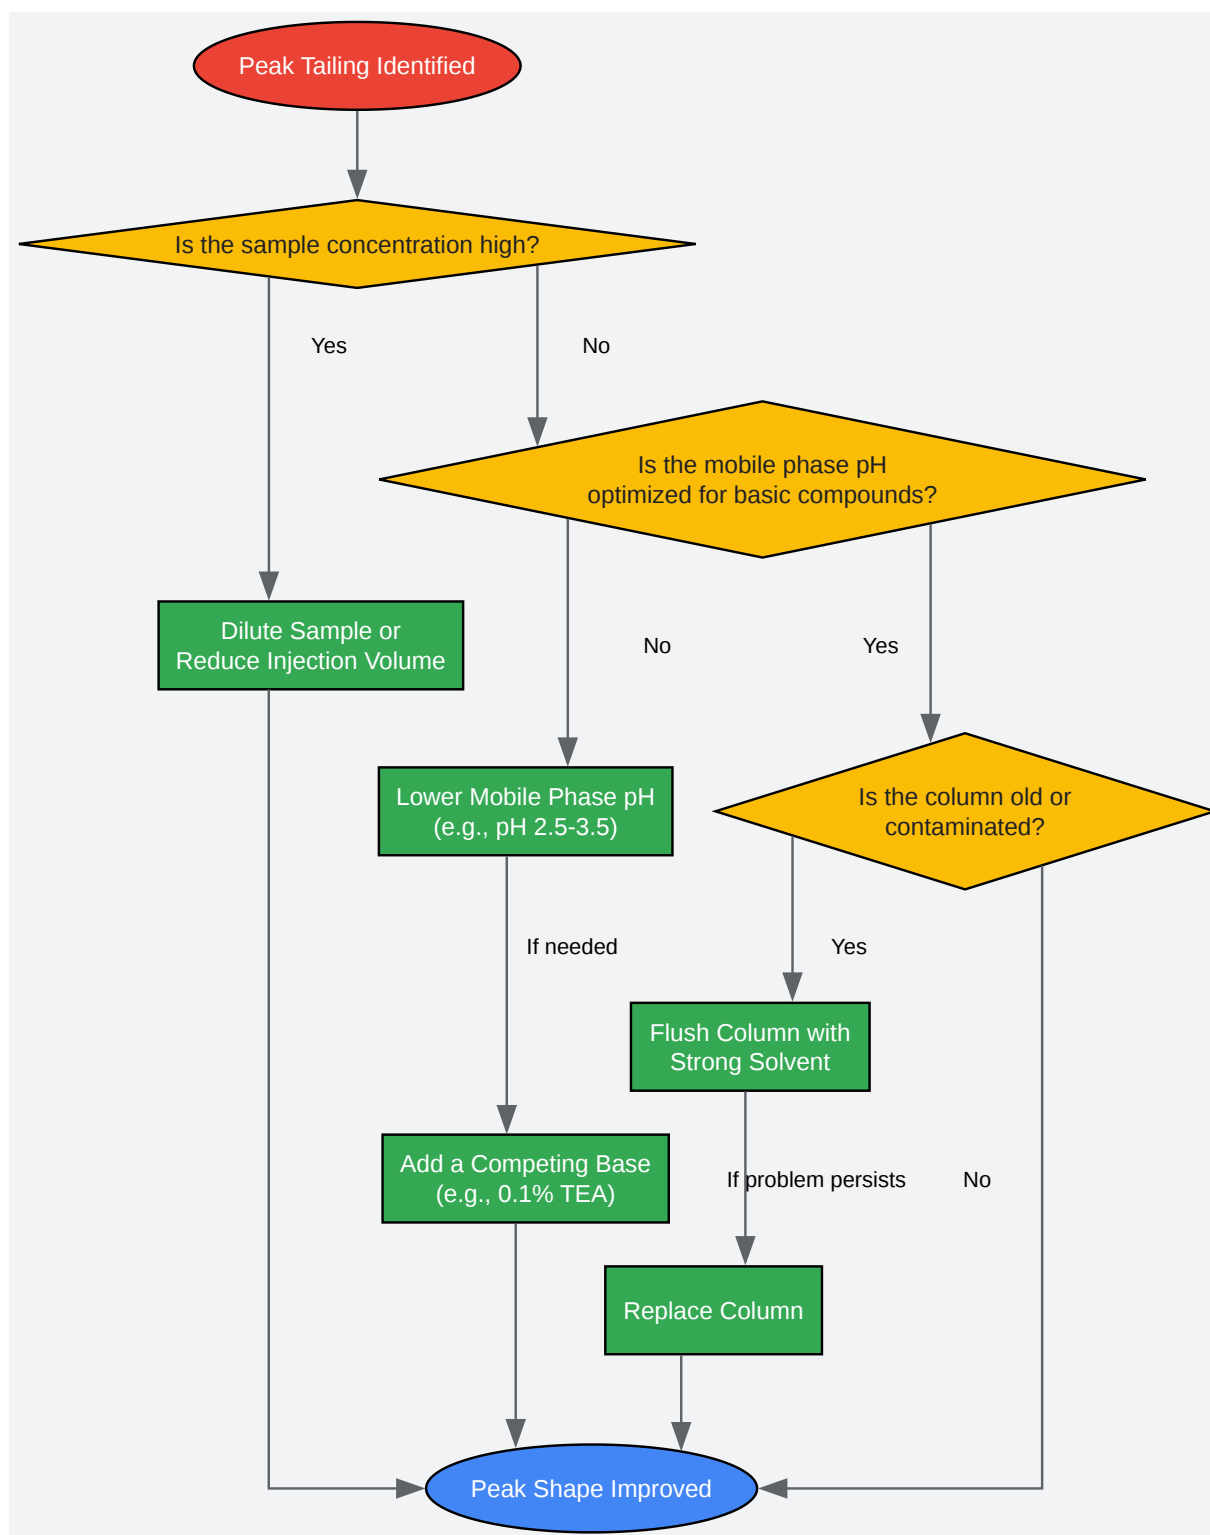 Peak Tailing Identified
Is the sample concentration high?
Yes
No
Is the mobile phase pH
optimized for basic compounds?
Dilute Sample or
Reduce Injection Volume
No
Yes
Lower Mobile Phase pH
(e.g., pH 2.5-3.5)
Is the column old or
contaminated?
If needed
Yes
Flush Column with
Strong Solvent
Add a Competing Base
(e.g., 0.1% TEA)
If problem persists
No
Replace Column
Peak Shape Improved